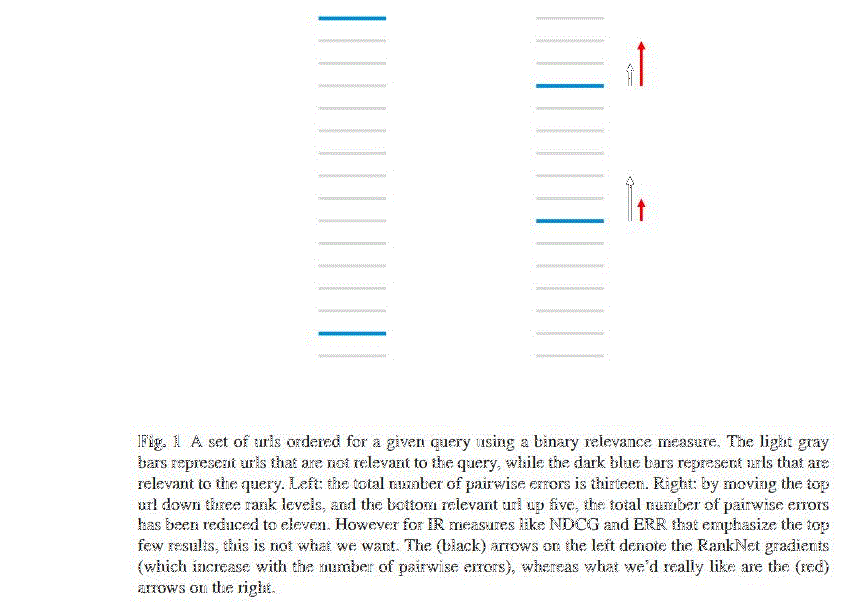 Fig. 1 A set of urls ordered for a given query using a binary relevance measure. The light gray
bars represent urls that are not relevant to the query, while the dark blue bars represent urls that are
relevant to the query. Left: the total number of pairwise errors is thirteen. Right: by moving the top
url down three rank levels, and the bottom relevant url up five, the total number of pairwise errors
has been reduced to eleven. However for IR measures like NDCG and ERR that emphasize the top
few results, this is not what we want. The (black) arrows on the left denote the RankNet gradients
(which increase with the number of pairwise errors), whereas what we'd really like are the (red)
arrows on the right.